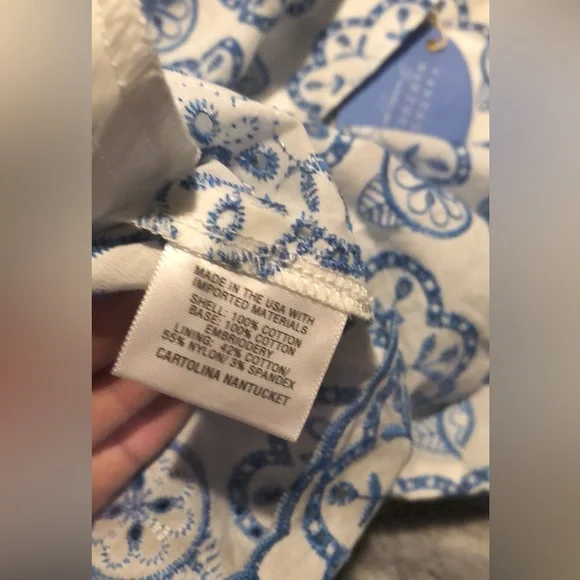 MADE IN THE USA WITH
IMPORTED MATERIALS
SHELL: 100% COTTON
BASE: 100% COTTON
EMBRIODERY
LINING: 42% COTTON/
55% NYLON/ 3% SPANDEX
CARTOLINA NANTUCKET